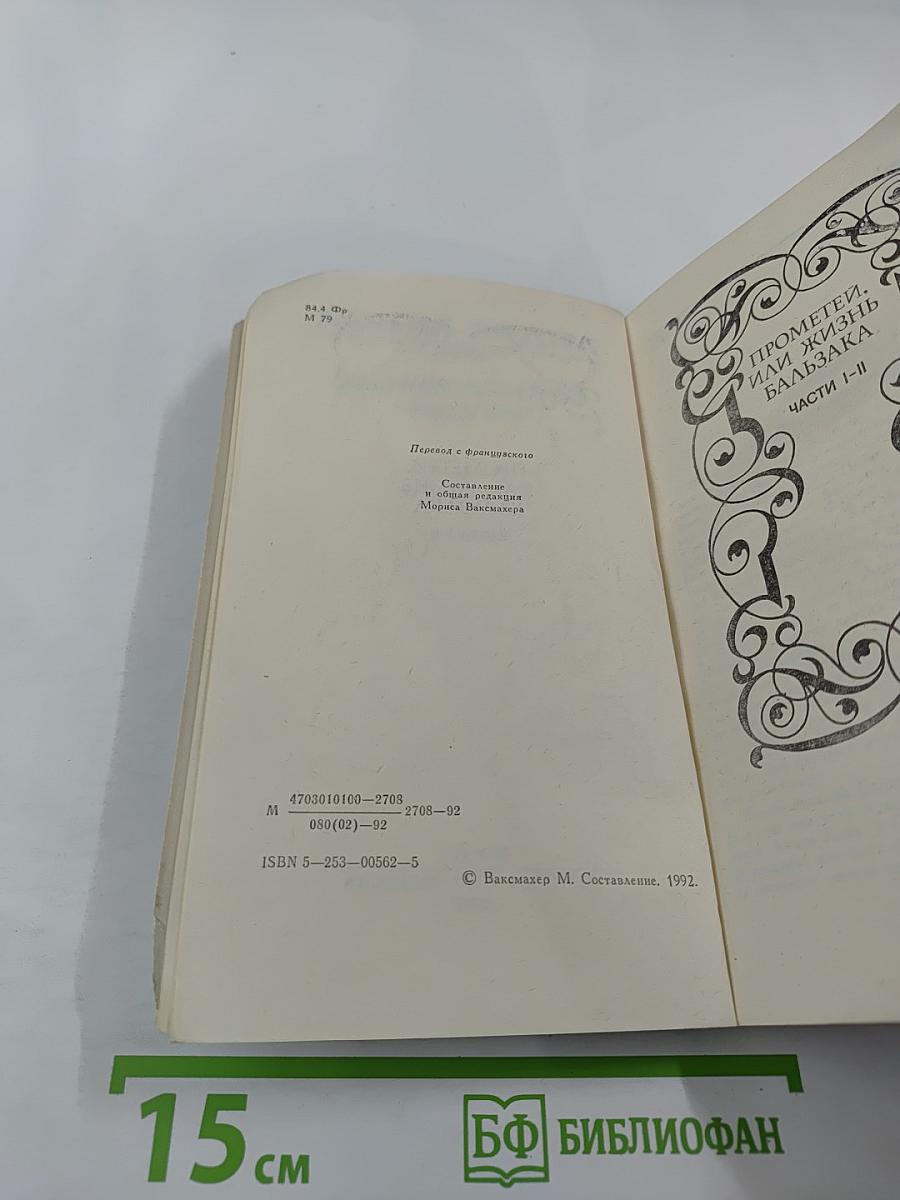 84.4 Фр
М 79
Перевод с французского
Составление
и общая редакция
Мориса Ваксмахера
М 4703010100—2708 2708—92
080(02)—92
ISBN 5—253—00562—5
© Ваксмахер М. Составление. 1992.
ПРОМЕТЕЙ,
ИЛИ ЖИЗНЬ
БАЛЬЗАКА
ЧАСТИ I-II
15 см
БФ БИБЛИОФАН